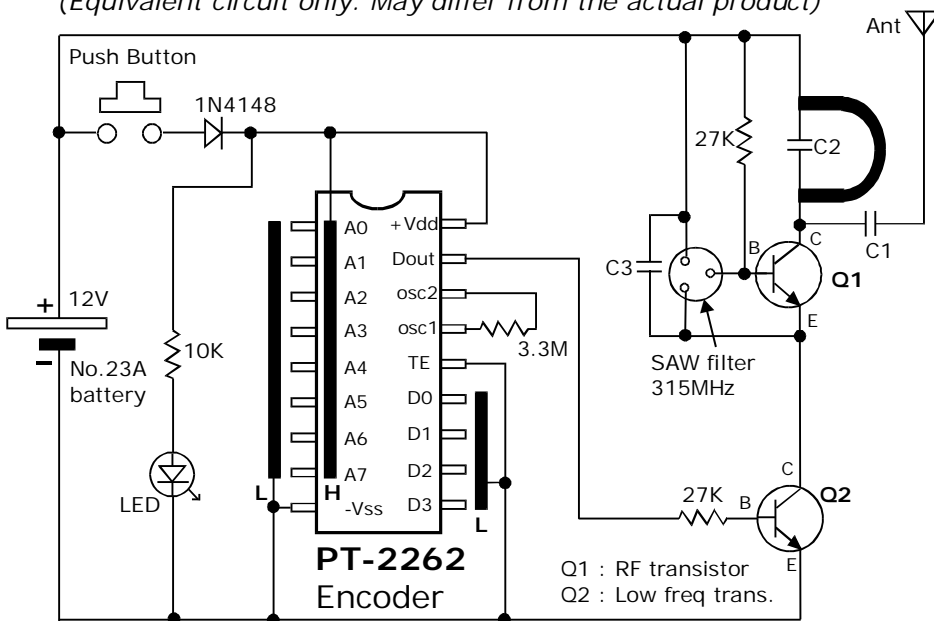 (Equivalent circuit only. May differ from the actual product)
Ant
Push Button
1N4148
27K
C2
C1
A0 +Vdd
A1 Dout
A2 osc2
A3 osc1
A4 TE
A5 D0
A6 D1
A7 D2
-Vss D3
3.3M
C3
B
C
Q1
E
SAW filter
315MHz
+ 12V
-
No.23A
battery
10K
LED
L
H
L
27K
B
C
Q2
E
PT-2262
Encoder
Q1 : RF transistor
Q2 : Low freq trans.